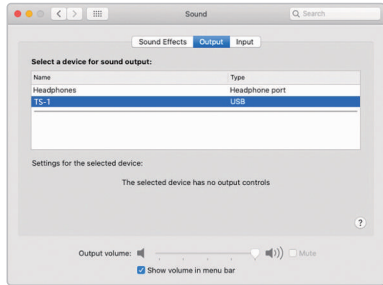 Sound
Search
Sound Effects Output Input
Select a device for sound output:
Name Type
Headphones Headphone port
TS-1 USB
Settings for the selected device:
The selected device has no output controls
?
Output volume: Mute
Show volume in menu bar